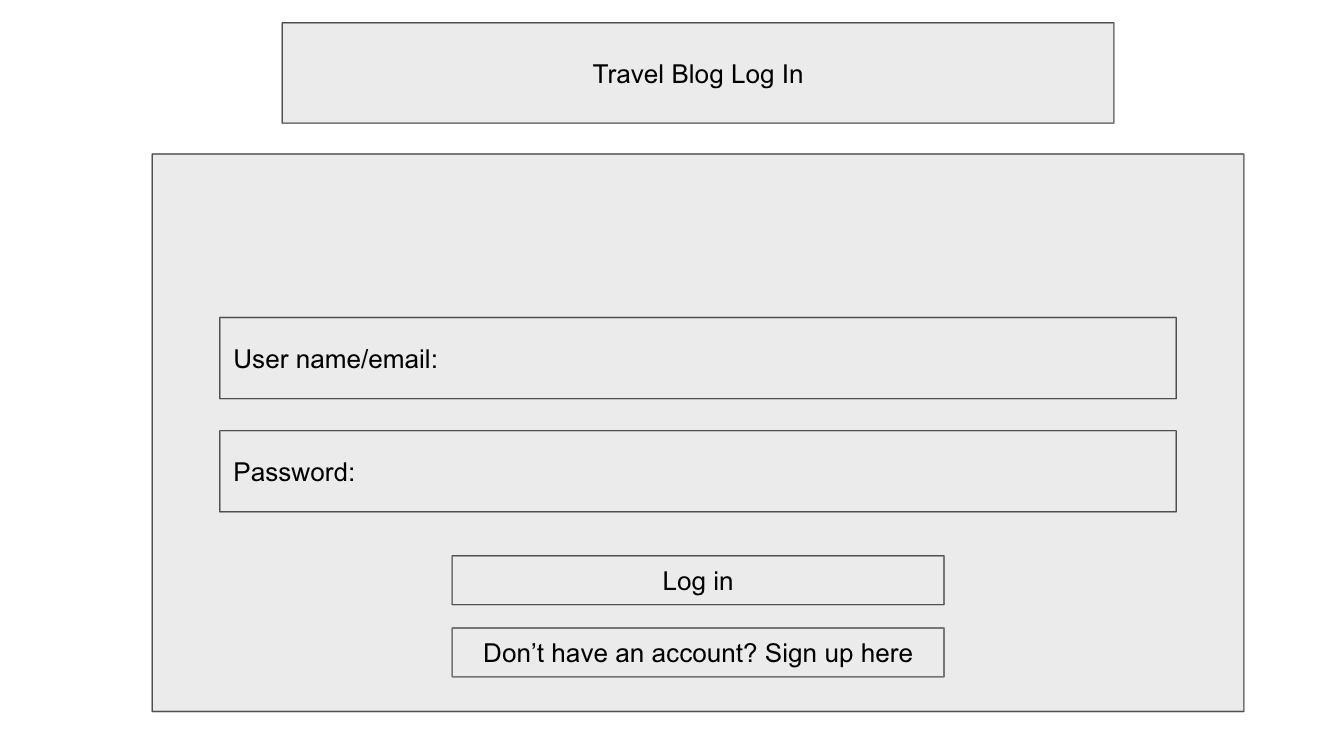 Travel Blog Log In
User name/email:
Password:
Log in
Don’t have an account? Sign up here